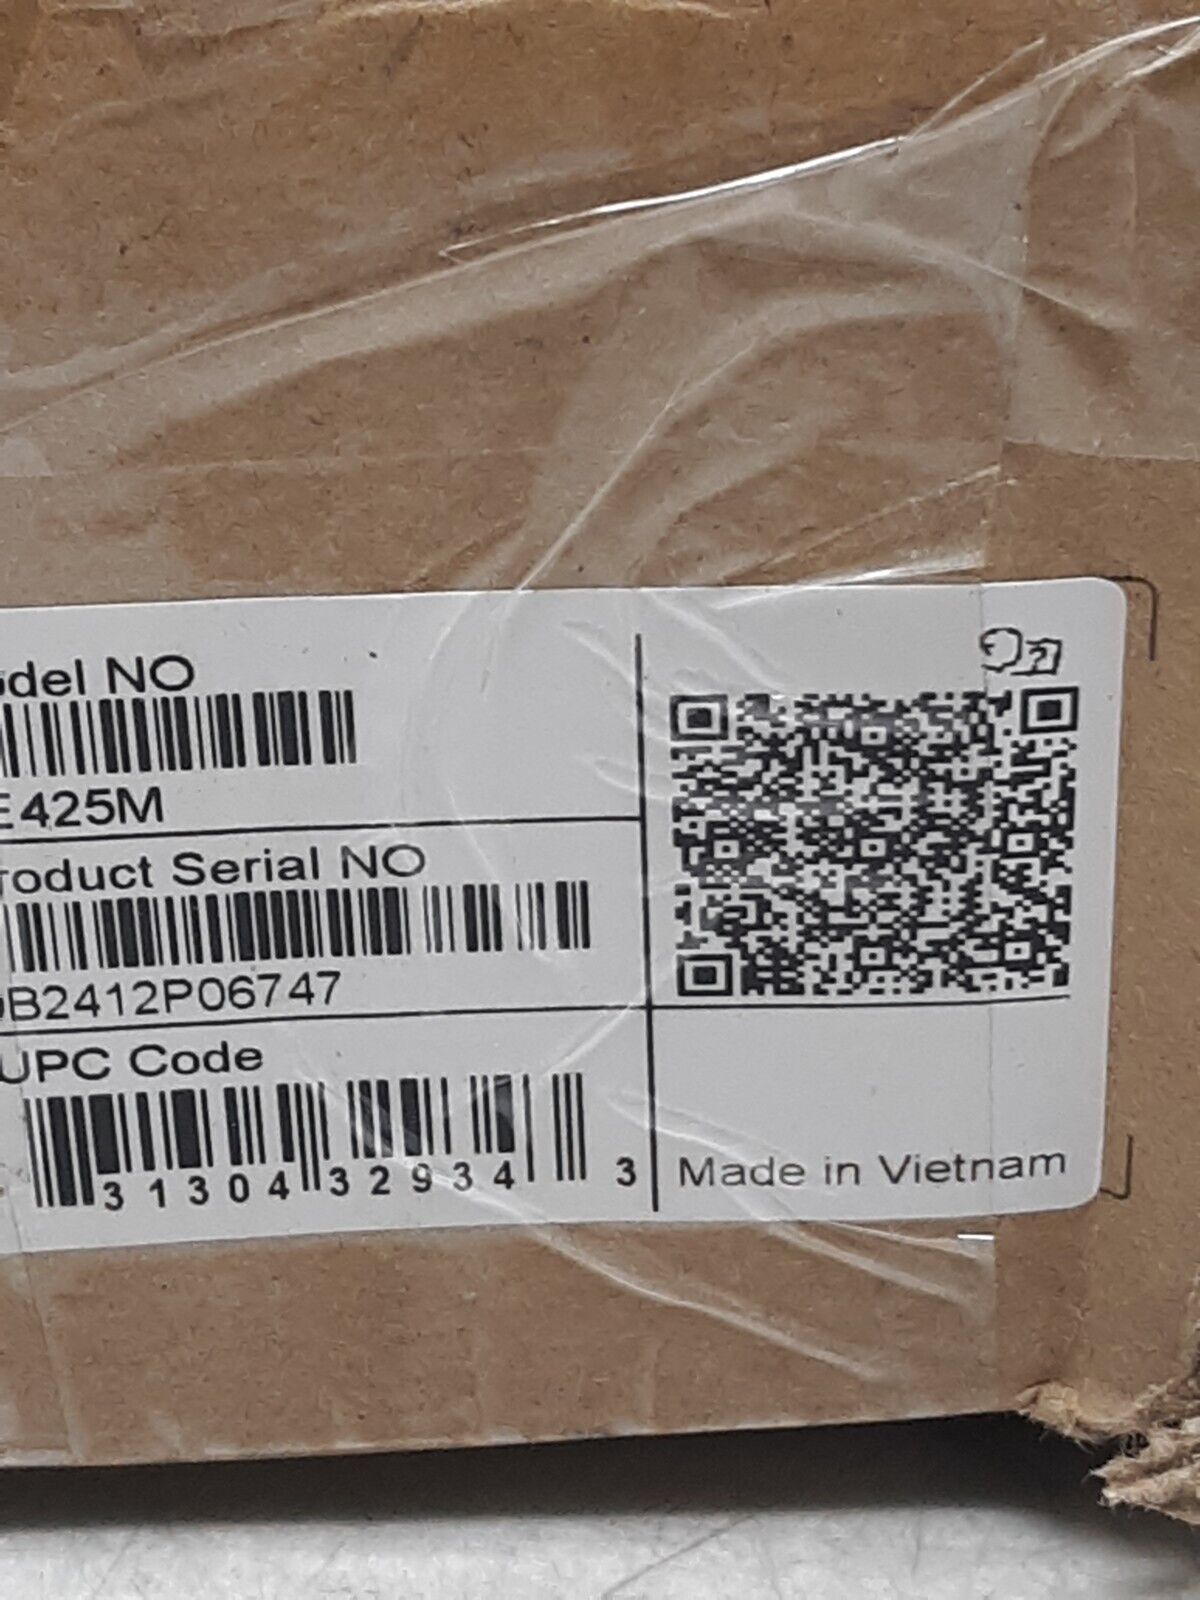 odel NO
E425M
roduct Serial NO
B2412P06747
UPC Code
31304 32934 3
Made in Vietnam